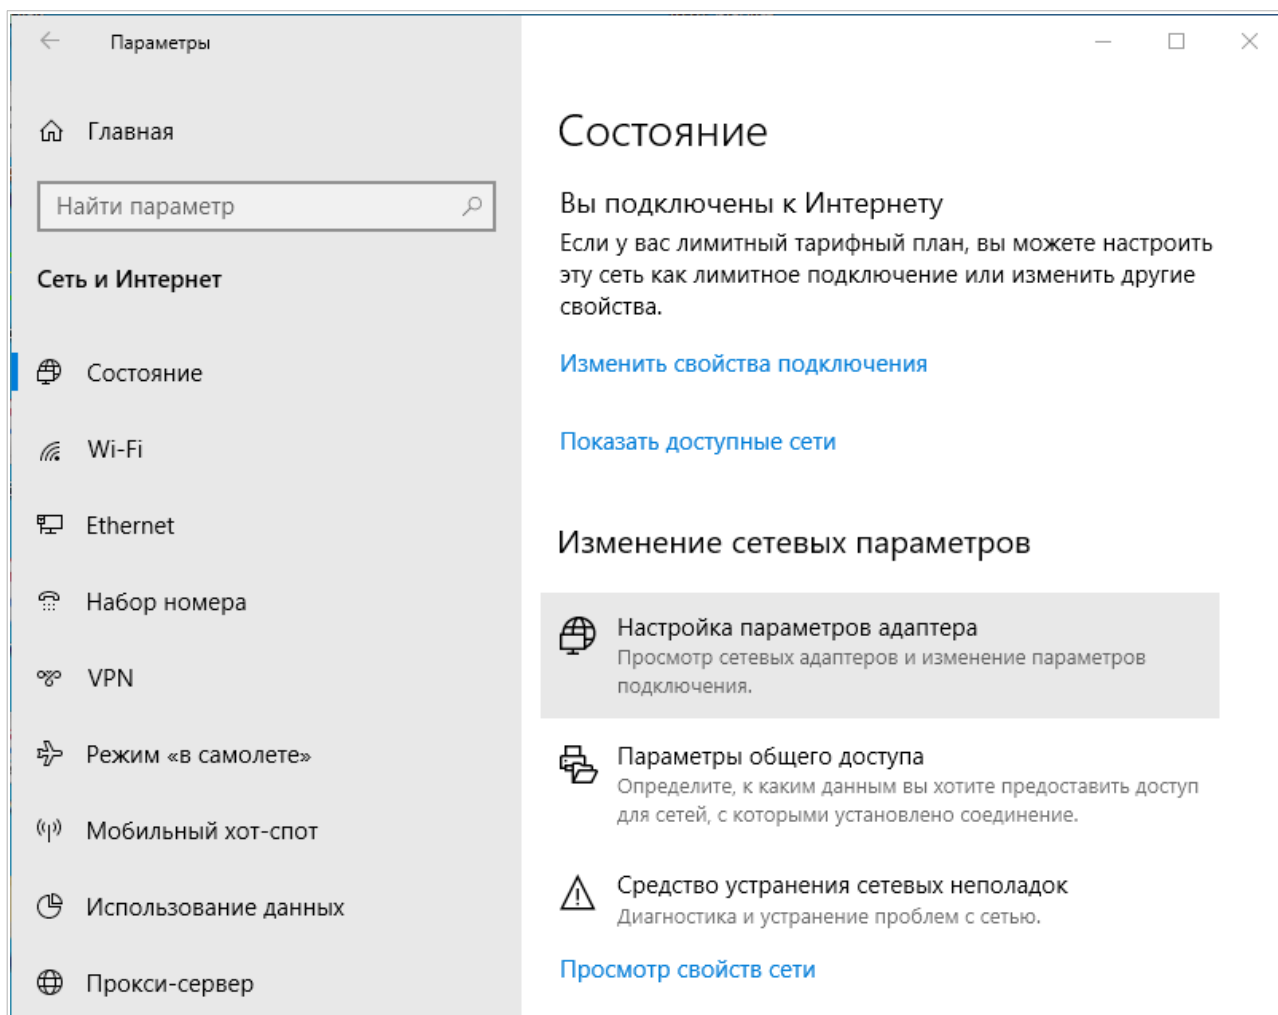 Параметры
Главная
Найти параметр
Сеть и Интернет
Состояние
Wi-Fi
Ethernet
Набор номера
VPN
Режим «в самолете»
Мобильный хот-спот
Использование данных
Прокси-сервер
Состояние
Вы подключены к Интернету
Если у вас лимитный тарифный план, вы можете настроить
эту сеть как лимитное подключение или изменить другие
свойства.
Изменить свойства подключения
Показать доступные сети
Изменение сетевых параметров
Настройка параметров адаптера
Просмотр сетевых адаптеров и изменение параметров
подключения.
Параметры общего доступа
Определите, к каким данным вы хотите предоставить доступ
для сетей, с которыми установлено соединение.
Средство устранения сетевых неполадок
Диагностика и устранение проблем с сетью.
Просмотр свойств сети